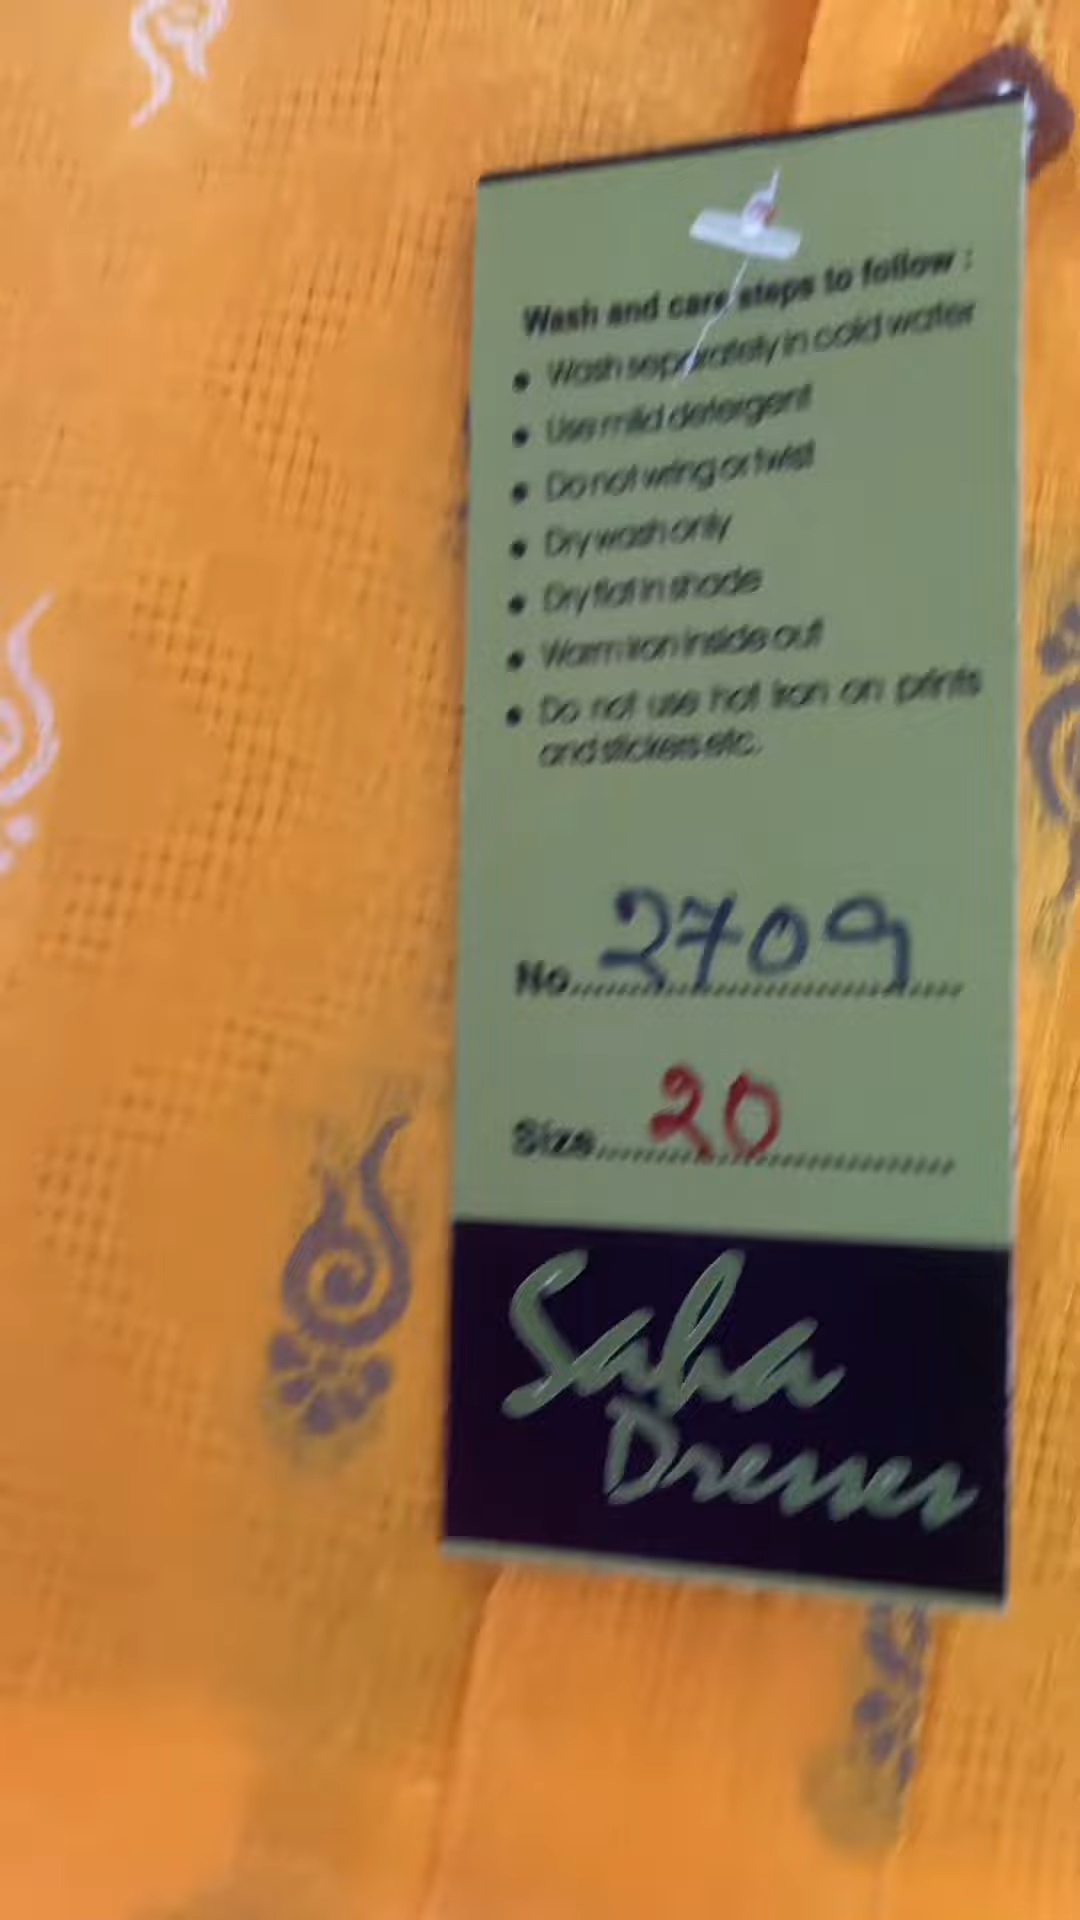 Wash and care steps to follow :
• Wash separately in cold water
• Use mild detergent
• Do not wring or twist
• Dry wash only
• Dry flat in shade
• Warm iron inside out
• Do not use hot iron on prints
and stickers etc.
No. 2709
Size 20
Saha
Dresses